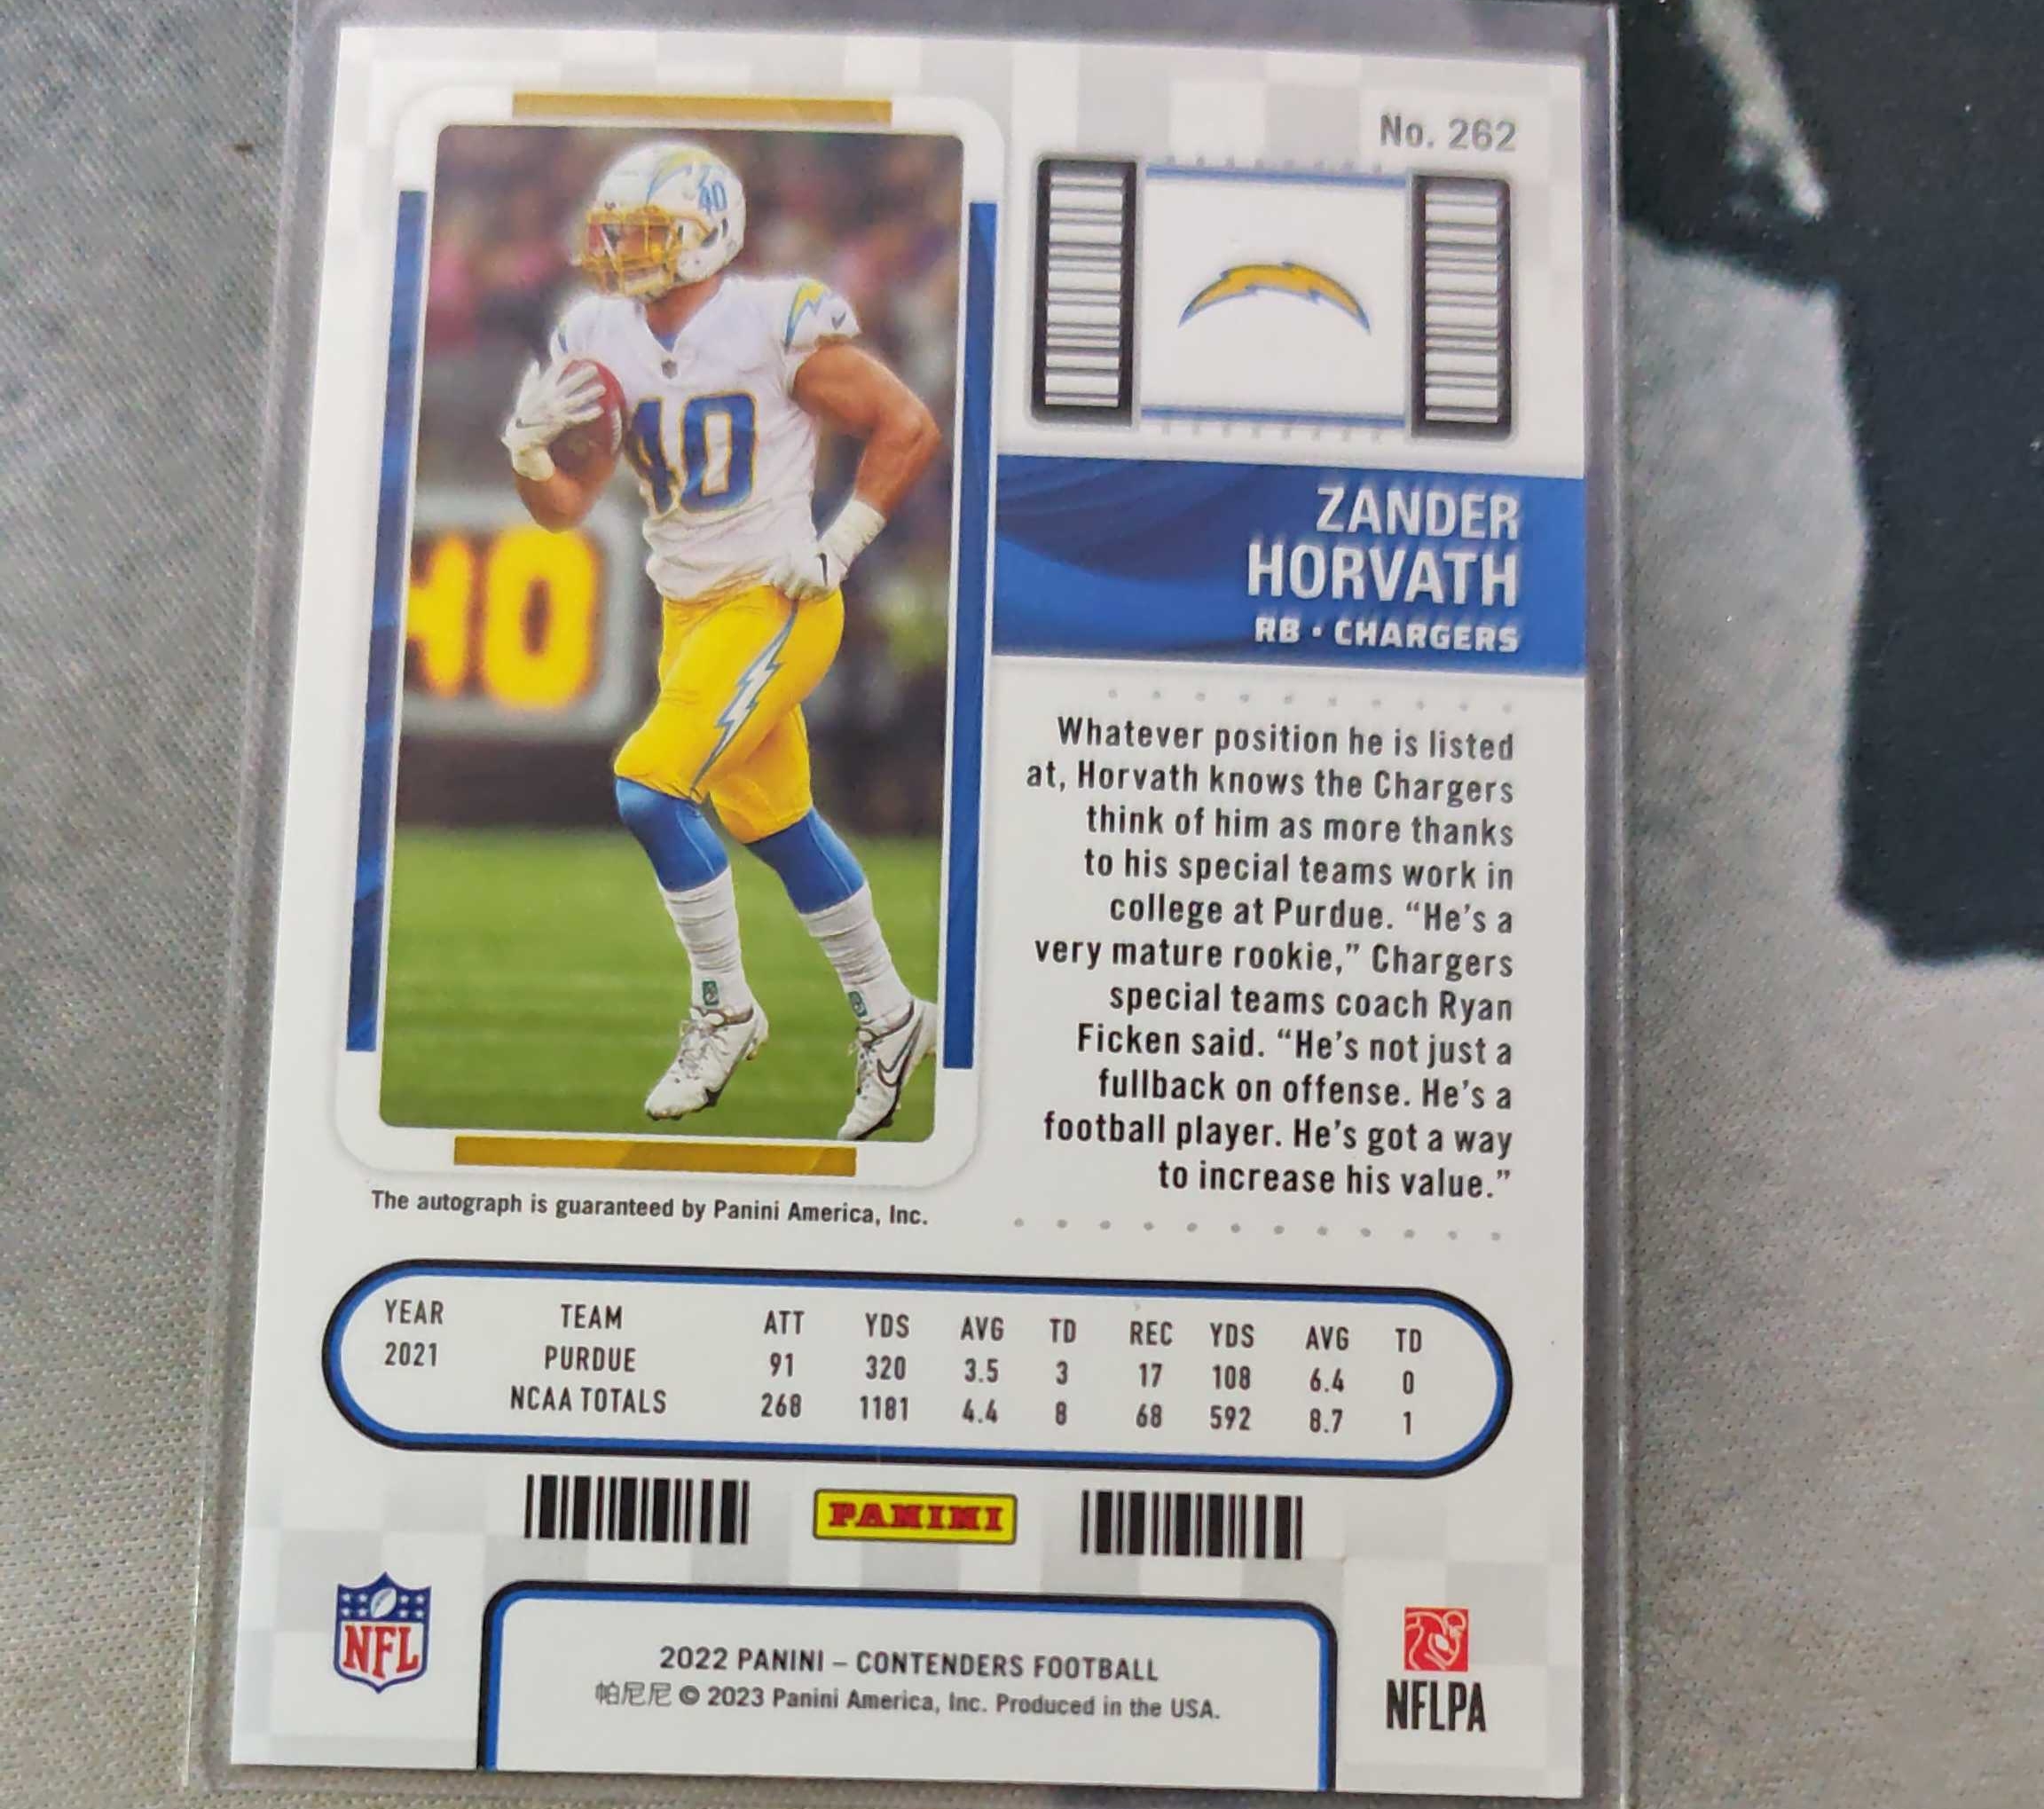 No. 262
40
40
HO
ZANDER
HORVATH
RB • CHARGERS
Whatever position he is listed
at, Horvath knows the Chargers
think of him as more thanks
to his special teams work in
college at Purdue. “He’s a
very mature rookie,” Chargers
special teams coach Ryan
Ficken said. “He’s not just a
fullback on offense. He’s a
football player. He’s got a way
to increase his value.”
The autograph is guaranteed by Panini America, Inc.
YEAR TEAM ATT YDS AVG TD REC YDS AVG TD
2021 PURDUE 91 320 3.5 3 17 108 6.4 0
NCAA TOTALS 268 1181 4.4 8 68 592 8.7 1
PANINI
NFL
2022 PANINI – CONTENDERS FOOTBALL
帕尼尼 © 2023 Panini America, Inc. Produced in the USA.
NFLPA